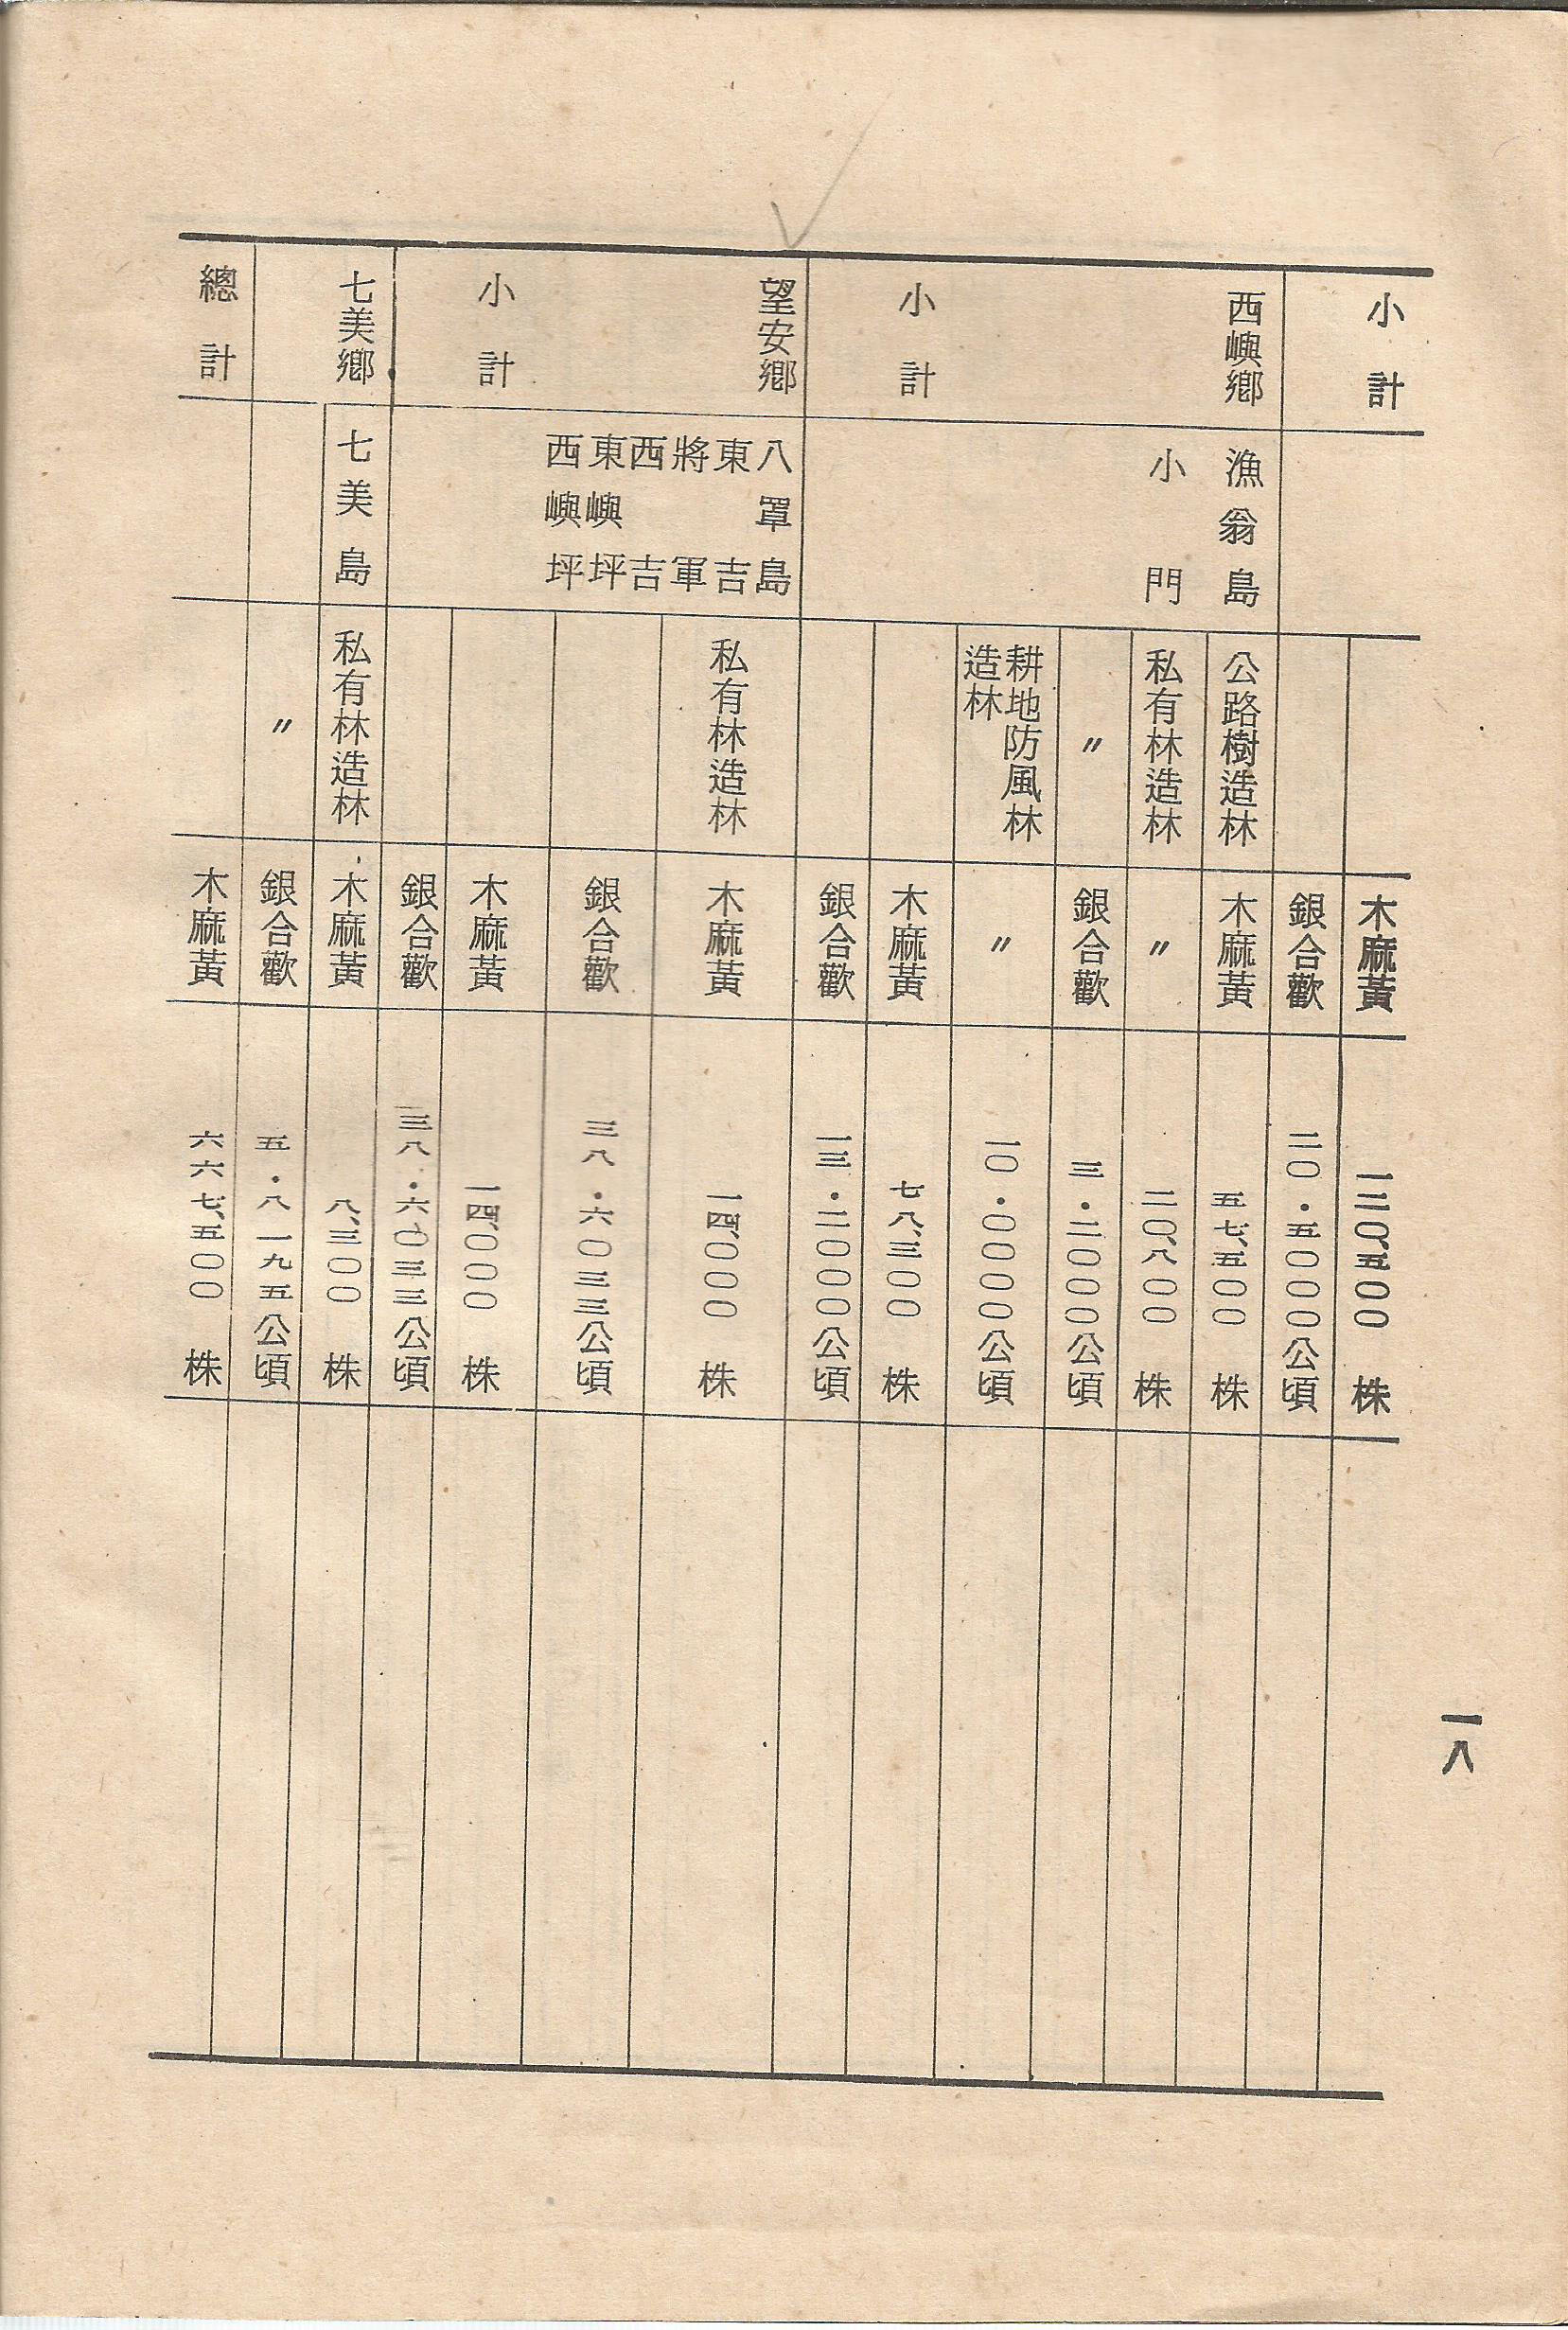 一八
小計
木麻黃
一三〇、五〇〇株
銀合歡
二〇・五〇〇〇公頃
西嶼鄉
漁翁島
小門
公路樹造林
木麻黃
五七、五〇〇株
私有林造林
〃
二〇、八〇〇株
〃
銀合歡
三・二〇〇〇公頃
耕地防風林
造林
〃
一〇・〇〇〇〇公頃
小計
木麻黃
七八、三〇〇株
銀合歡
一三・二〇〇〇公頃
望安鄉
八罩島
東吉
將軍
西吉
東嶼坪
西嶼坪
私有林造林
木麻黃
一四、〇〇〇株
銀合歡
三八・六〇三三公頃
小計
木麻黃
一四、〇〇〇株
銀合歡
三八・六〇三三公頃
七美鄉
七美島
私有林造林
木麻黃
八、三〇〇株
〃
銀合歡
五・八一九五公頃
總計
木麻黃
六六七、五〇〇株